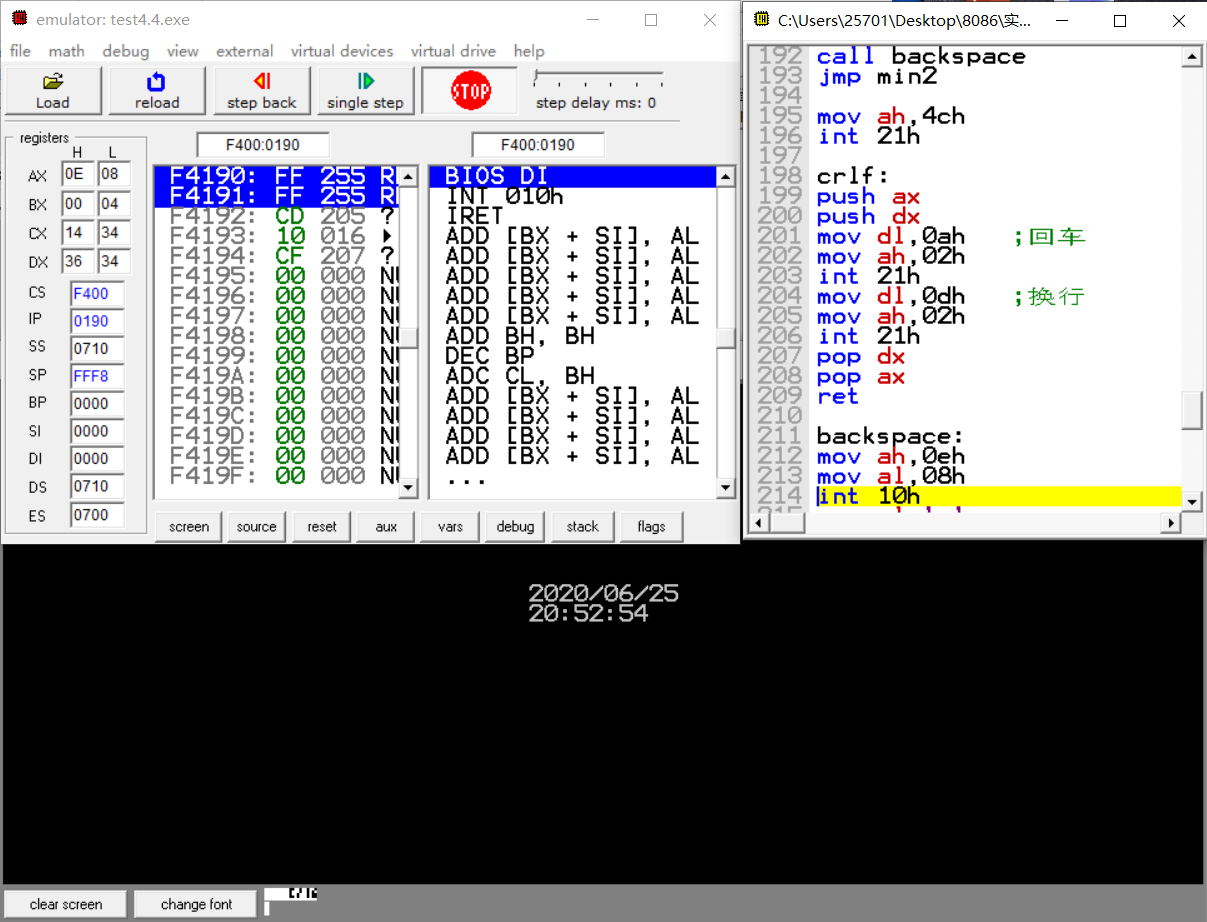 emulator: test4.4.exe
file math debug view external virtual devices virtual drive help
Load reload step back single step STOP step delay ms: 0
registers
H L
F400:0190
F400:0190
AX 0E 08
BX 00 04
CX 14 34
DX 36 34
CS F400
IP 0190
SS 0710
SP FFF8
BP 0000
SI 0000
DI 0000
DS 0710
ES 0700
F4190: FF 255 R
F4191: FF 255 R
F4192: CD 205 ?
F4193: 10 016
F4194: CF 207 ?
F4195: 00 000 NU
F4196: 00 000 NU
F4197: 00 000 NU
F4198: 00 000 NU
F4199: 00 000 NU
F419A: 00 000 NU
F419B: 00 000 NU
F419C: 00 000 NU
F419D: 00 000 NU
F419E: 00 000 NU
F419F: 00 000 NU
BIOS DI
INT 010h
IRET
ADD [BX + SI], AL
ADD [BX + SI], AL
ADD [BX + SI], AL
ADD [BX + SI], AL
ADD [BX + SI], AL
ADD BH, BH
DEC BP
ADC CL, BH
ADD [BX + SI], AL
ADD [BX + SI], AL
ADD [BX + SI], AL
ADD [BX + SI], AL
...
screen source reset aux vars debug stack flags
C:\Users\25701\Desktop\8086\实...
192 call backspace
193 jmp min2
194
195 mov ah,4ch
196 int 21h
197
198 crlf:
199 push ax
200 push dx
201 mov dl,0ah ;回车
202 mov ah,02h
203 int 21h
204 mov dl,0dh ;换行
205 mov ah,02h
206 int 21h
207 pop dx
208 pop ax
209 ret
210
211 backspace:
212 mov ah,0eh
213 mov al,08h
214 int 10h
2020/06/25
20:52:54
clear screen change font